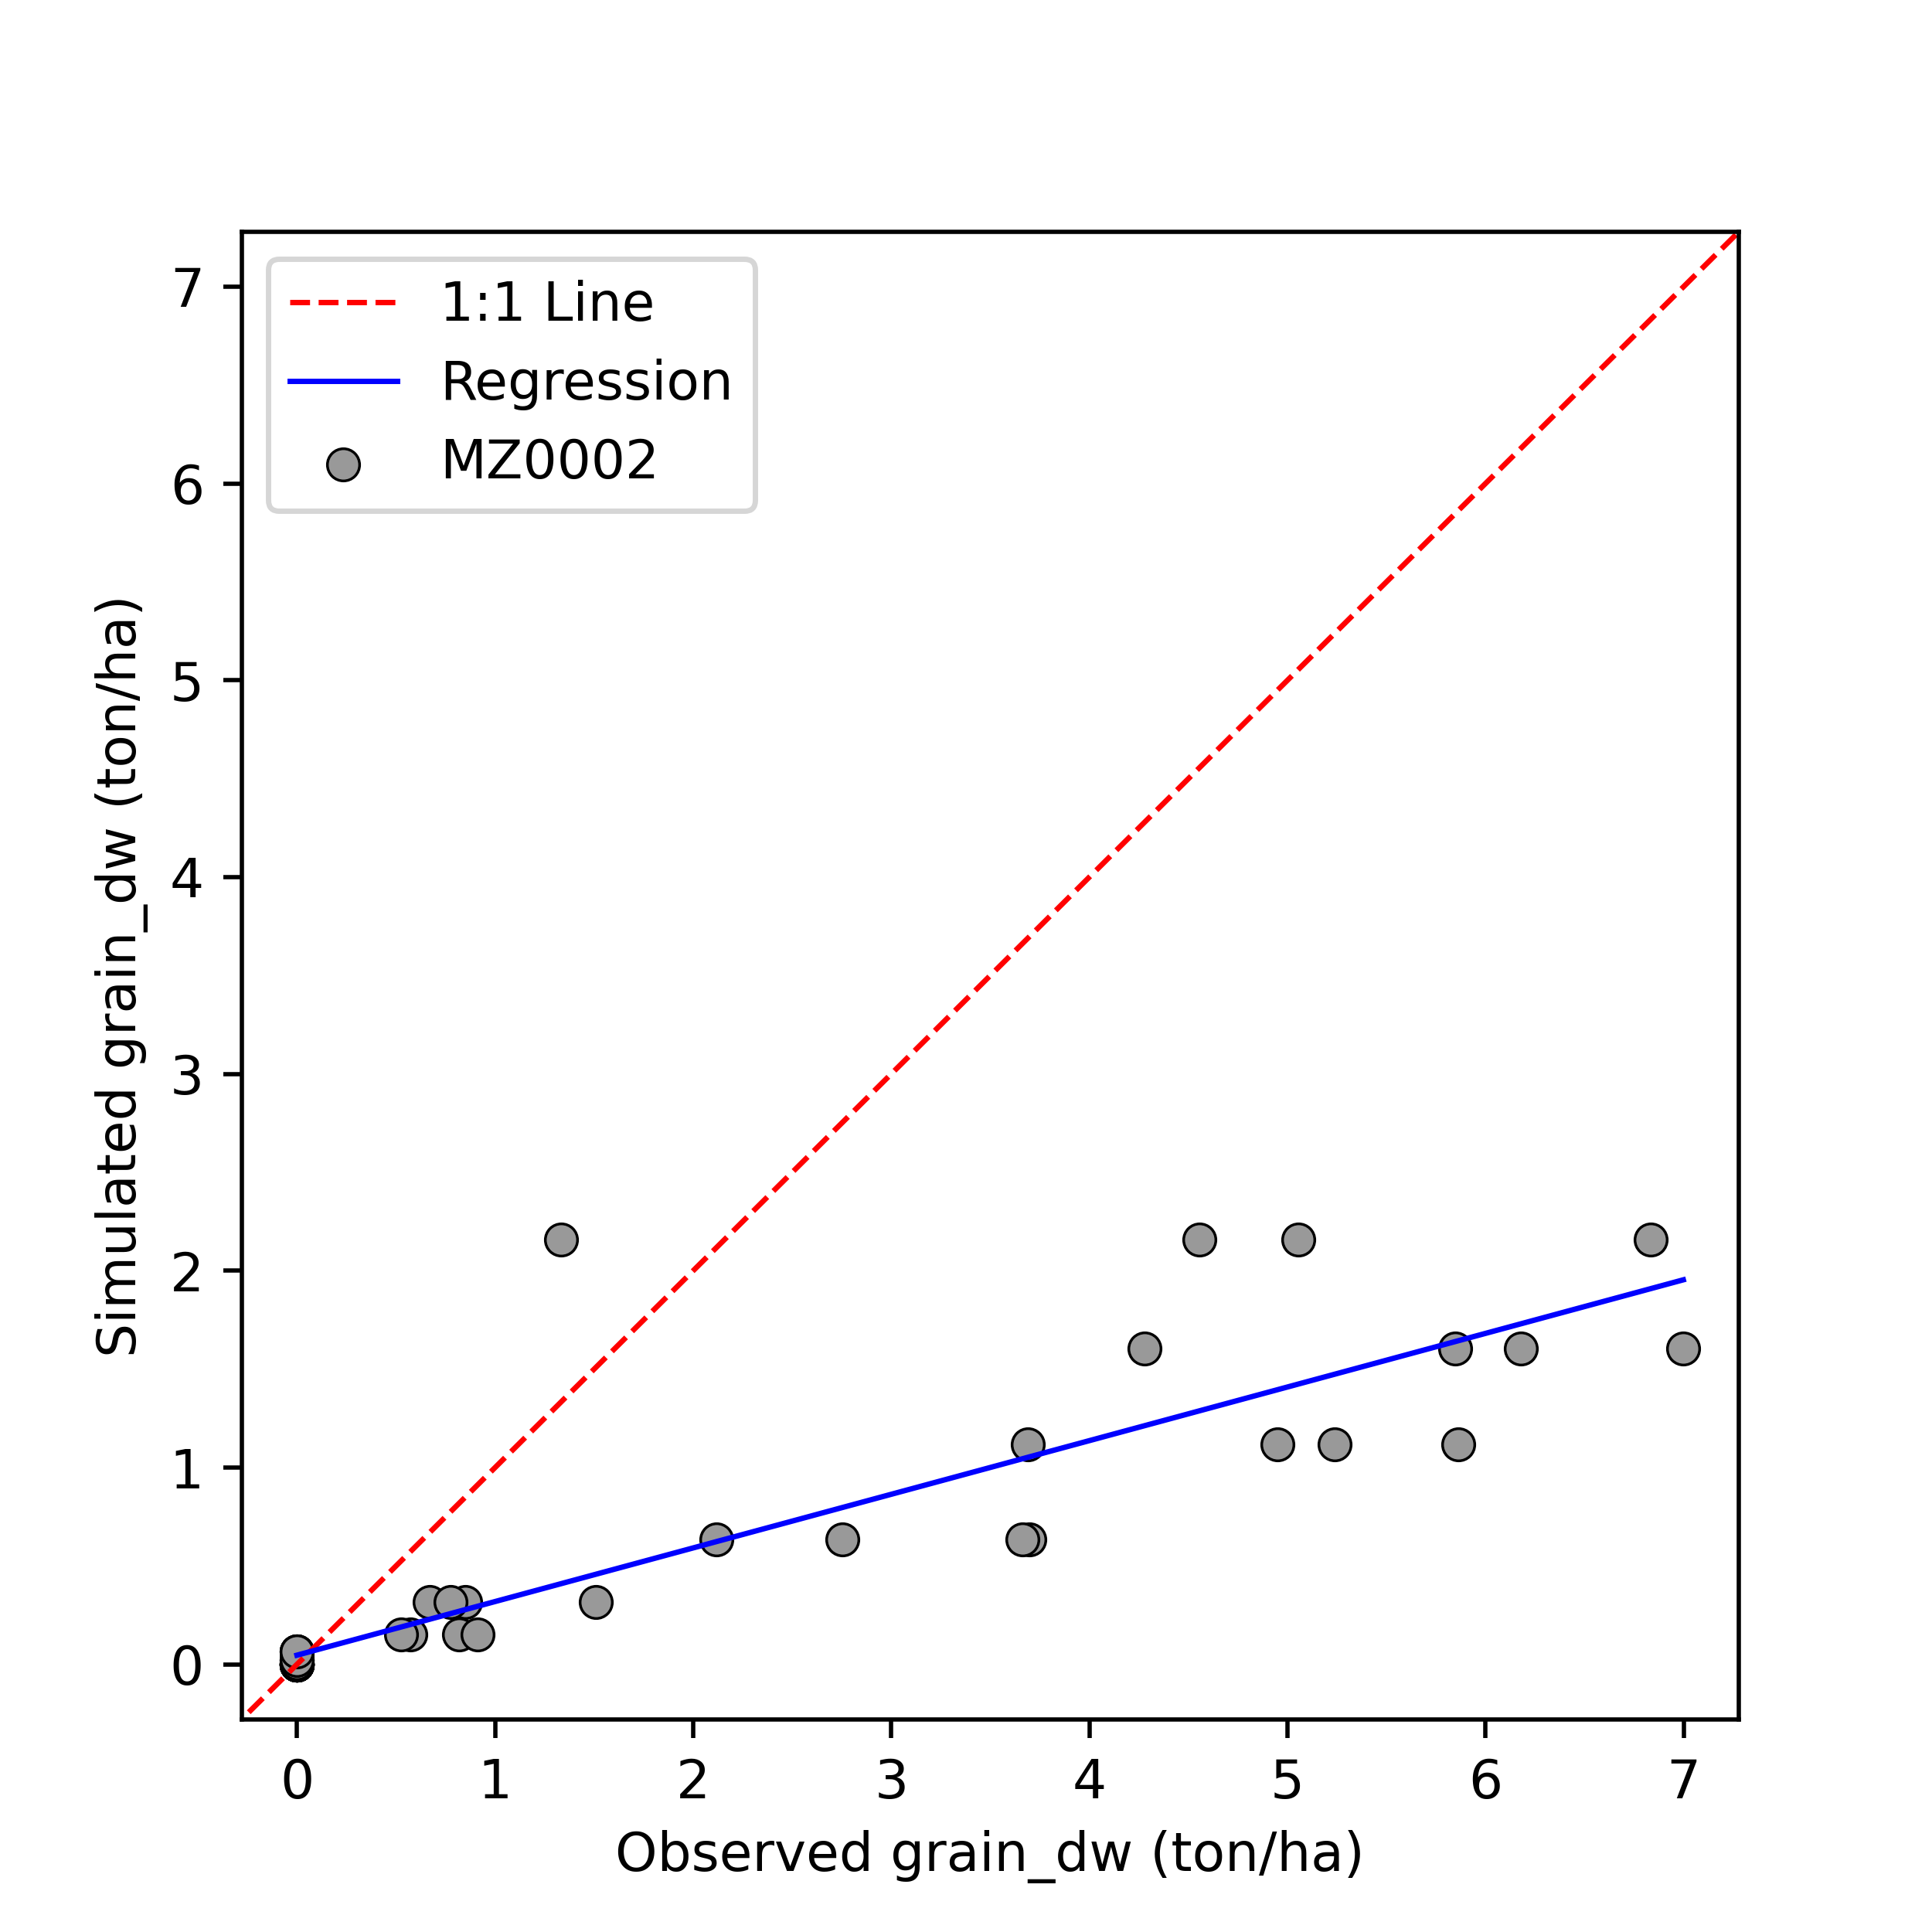 1:1 Line
Regression
MZ0002
7
6
5
4
3
2
1
0
Simulated grain_dw (ton/ha)
0 1 2 3 4 5 6 7
Observed grain_dw (ton/ha)